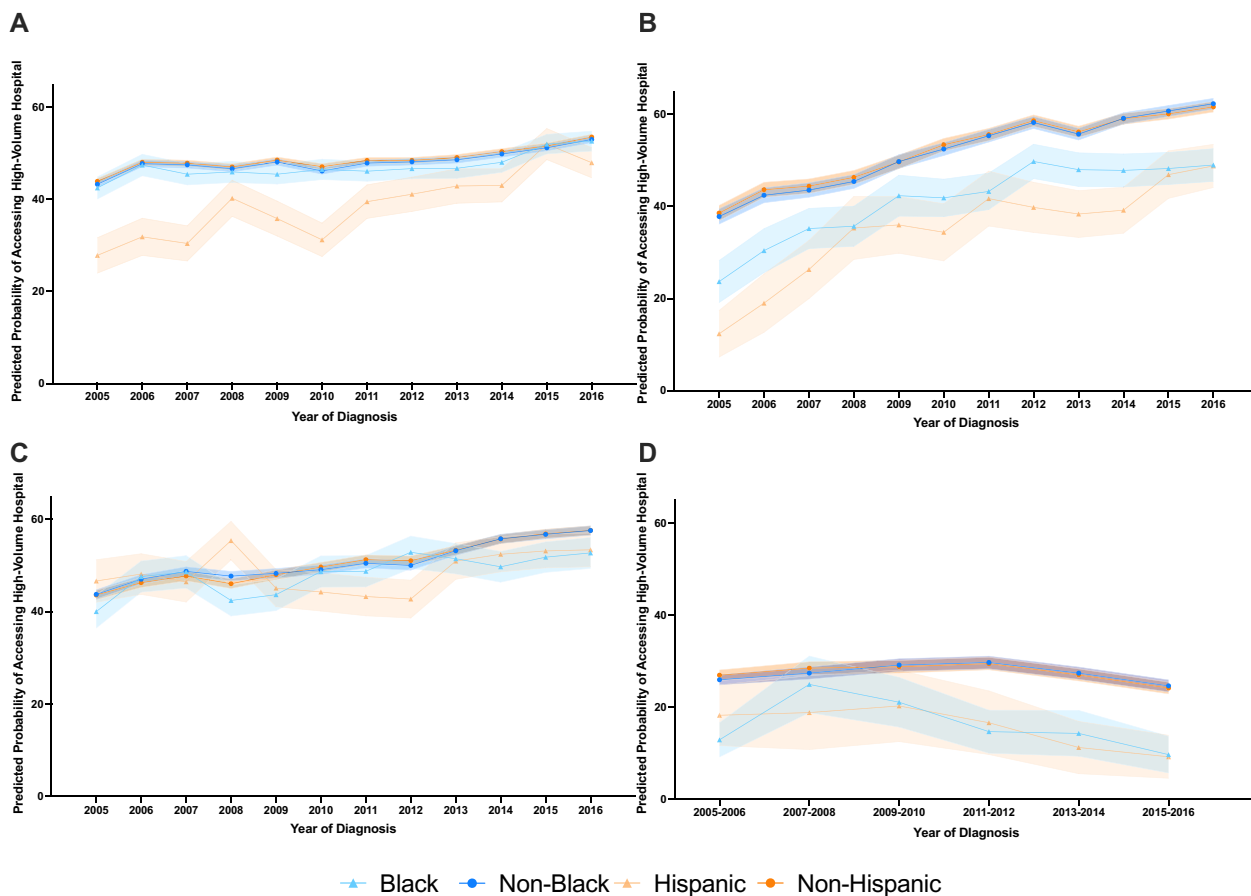 A
Predicted Probability of Accessing High-Volume Hospital
60
40
20
0
2005 2006 2007 2008 2009 2010 2011 2012 2013 2014 2015 2016
Year of Diagnosis
B
Predicted Probability of Accessing High-Volume Hospital
60
40
20
0
2005 2006 2007 2008 2009 2010 2011 2012 2013 2014 2015 2016
Year of Diagnosis
C
Predicted Probability of Accessing High-Volume Hospital
60
40
20
0
2005 2006 2007 2008 2009 2010 2011 2012 2013 2014 2015 2016
Year of Diagnosis
D
Predicted Probability of Accessing High-Volume Hospital
60
40
20
0
2005-2006 2007-2008 2009-2010 2011-2012 2013-2014 2015-2016
Year of Diagnosis
Black Non-Black Hispanic Non-Hispanic